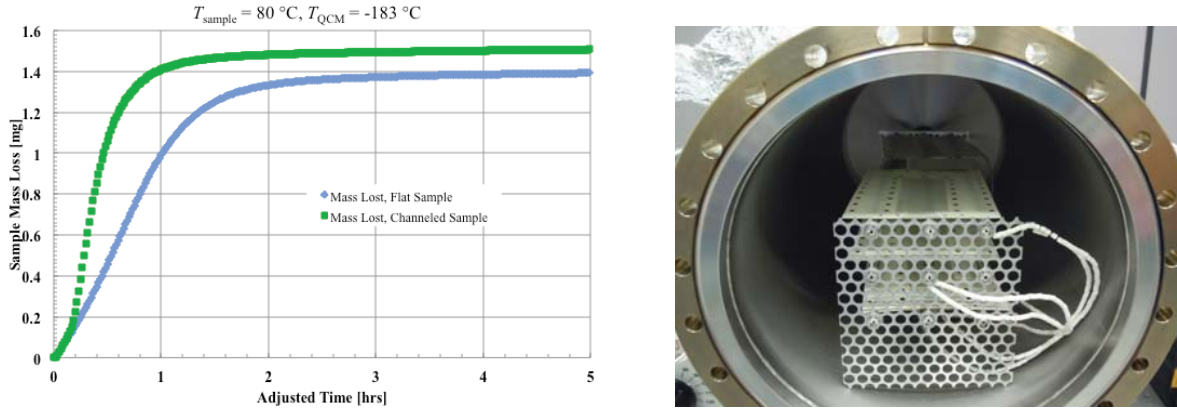 T_sample = 80 °C, T_QCM = -183 °C
1.6
1.4
1.2
1
0.8
0.6
0.4
0.2
0
Sample Mass Loss [mg]
Mass Lost, Flat Sample
Mass Lost, Channeled Sample
0 1 2 3 4 5
Adjusted Time [hrs]